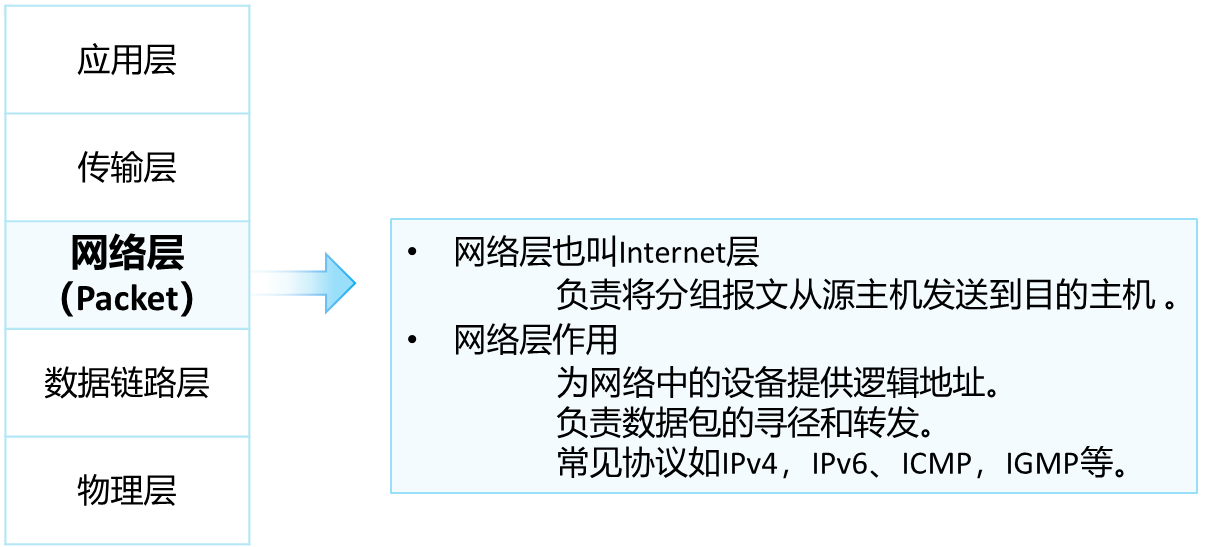 应用层
传输层
网络层
（Packet）
数据链路层
物理层
• 网络层也叫Internet层
负责将分组报文从源主机发送到目的主机 。
• 网络层作用
为网络中的设备提供逻辑地址。
负责数据包的寻径和转发。
常见协议如IPv4，IPv6、ICMP，IGMP等。